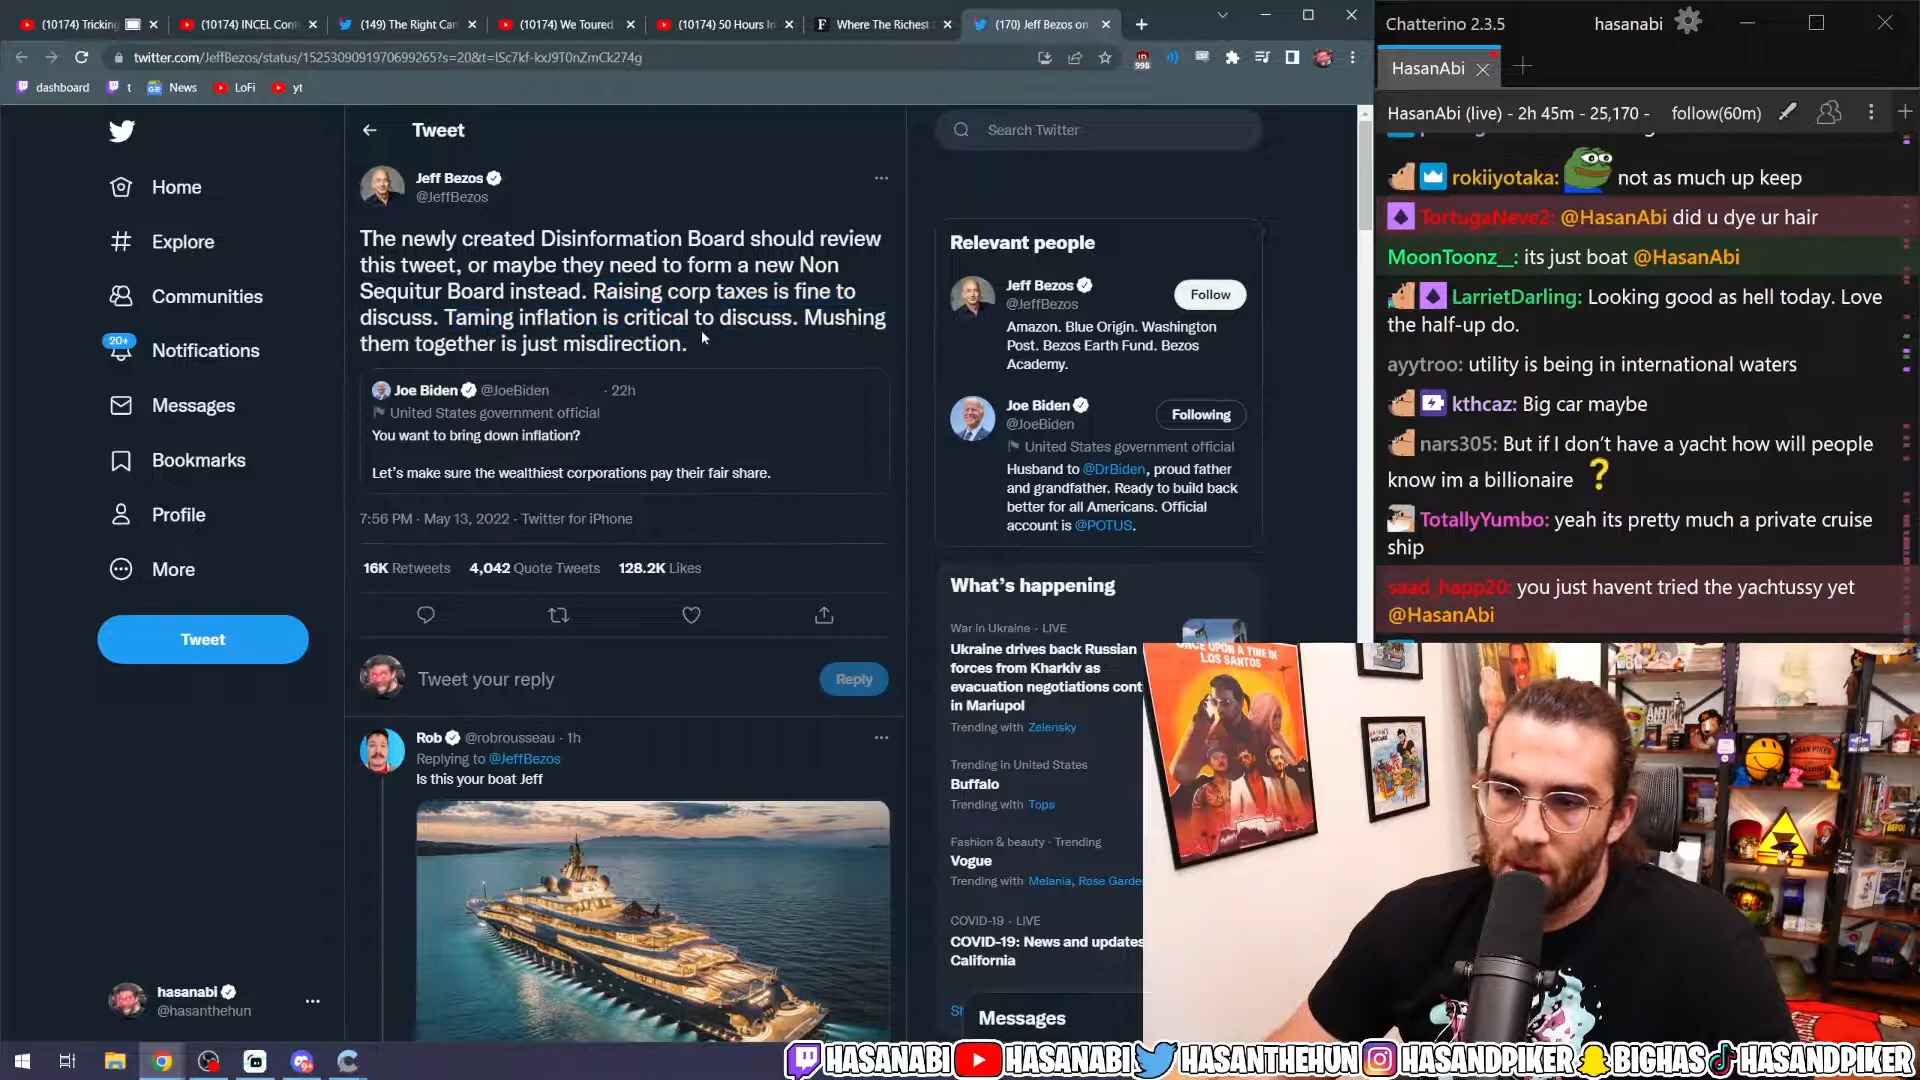 (10174) Tricking
(10174) INCEL Con
(149) The Right Car
(10174) We Toured
(10174) 50 Hours I
Where The Richest
(170) Jeff Bezos on
twitter.com/JeffBezos/status/1525309091970699265?s=20&t=lSc7kf-kxJ9T0nZmCk274g
998
dashboard
t
News
LoFi
yt
Home
Explore
Communities
20+
Notifications
Messages
Bookmarks
Profile
More
Tweet
hasanabi
@hasanthehun
Tweet
Jeff Bezos
@JeffBezos
The newly created Disinformation Board should review
this tweet, or maybe they need to form a new Non
Sequitur Board instead. Raising corp taxes is fine to
discuss. Taming inflation is critical to discuss. Mushing
them together is just misdirection.
Joe Biden @JoeBiden · 22h
United States government official
You want to bring down inflation?
Let's make sure the wealthiest corporations pay their fair share.
7:56 PM · May 13, 2022 · Twitter for iPhone
16K Retweets 4,042 Quote Tweets 128.2K Likes
Tweet your reply
Reply
Rob @robrousseau · 1h
Replying to @JeffBezos
Is this your boat Jeff
Search Twitter
Relevant people
Jeff Bezos
@JeffBezos
Follow
Amazon. Blue Origin. Washington
Post. Bezos Earth Fund. Bezos
Academy.
Joe Biden
@JoeBiden
Following
United States government official
Husband to @DrBiden, proud father
and grandfather. Ready to build back
better for all Americans. Official
account is @POTUS.
What's happening
War in Ukraine · LIVE
Ukraine drives back Russian
forces from Kharkiv as
evacuation negotiations cont
in Mariupol
Trending with Zelensky
Trending in United States
Buffalo
Trending with Tops
Fashion & beauty · Trending
Vogue
Trending with Melania, Rose Garde
COVID-19 · LIVE
COVID-19: News and updates
California
Messages
Chatterino 2.3.5
hasanabi
HasanAbi
HasanAbi (live) - 2h 45m - 25,170 -
follow(60m)
rokiiyotaka: not as much up keep
TortugaNeve2: @HasanAbi did u dye ur hair
MoonToonz__: its just boat @HasanAbi
LarrietDarling: Looking good as hell today. Love
the half-up do.
ayytroo: utility is being in international waters
kthcaz: Big car maybe
nars305: But if I don't have a yacht how will people
know im a billionaire ?
TotallyYumbo: yeah its pretty much a private cruise
ship
saad_happ20: you just havent tried the yachtussy yet
@HasanAbi
ONCE UPON A TIME IN
LOS SANTOS
HASANABI
HASANABI
HASANTHEHUN
HASANDPIKER
BIGHAS
HASANDPIKER